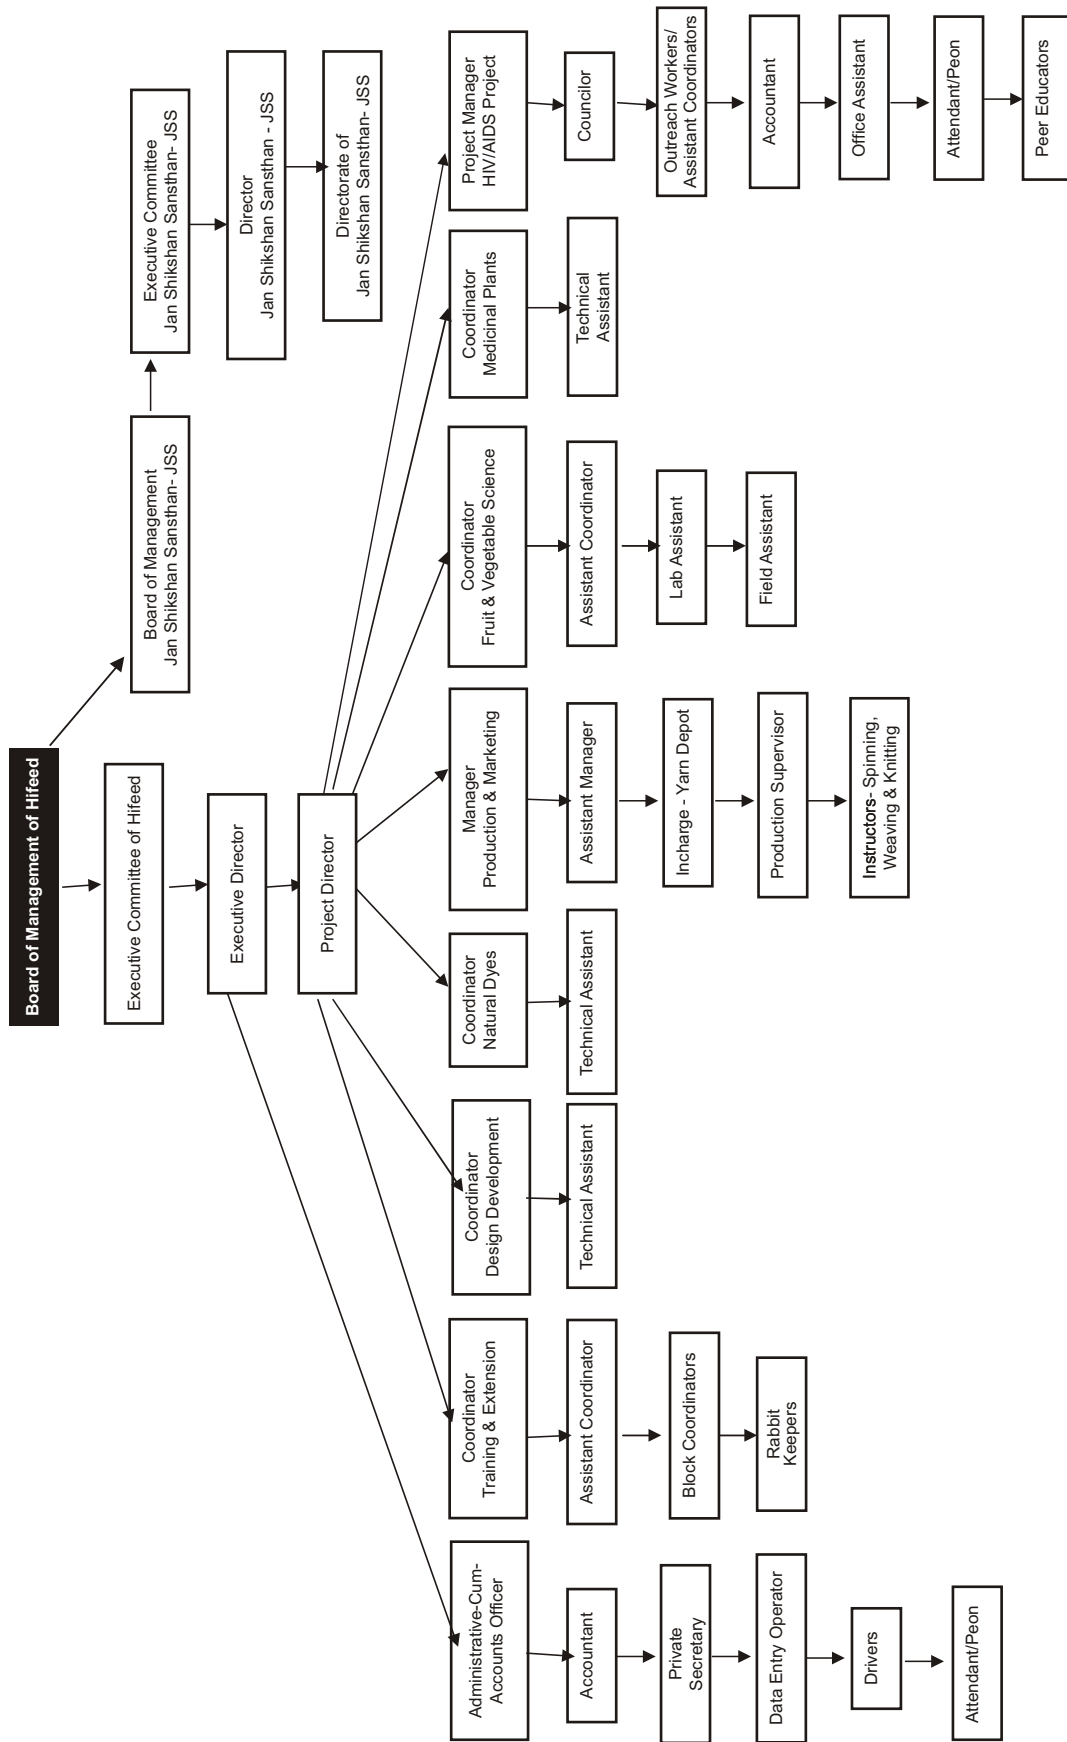 Board of Management of Hifeed
Board of Management
Jan Shikshan Sansthan- JSS
Executive Committee
Jan Shikshan Sansthan- JSS
Director
Jan Shikshan Sansthan - JSS
Directorate of
Jan Shikshan Sansthan- JSS
Executive Committee of Hifeed
Executive Director
Project Director
Administrative-Cum-
Accounts Officer
Accountant
Private
Secretary
Data Entry Operator
Drivers
Attendant/Peon
Coordinator
Training & Extension
Assistant Coordinator
Block Coordinators
Rabbit
Keepers
Coordinator
Design Development
Technical Assistant
Coordinator
Natural Dyes
Technical Assistant
Manager
Production & Marketing
Assistant Manager
Incharge - Yarn Depot
Production Supervisor
Instructors- Spinning,
Weaving & Knitting
Coordinator
Fruit & Vegetable Science
Assistant Coordinator
Lab Assistant
Field Assistant
Coordinator
Medicinal Plants
Technical
Assistant
Project Manager
HIV/AIDS Project
Councilor
Outreach Workers/
Assistant Coordinators
Accountant
Office Assistant
Attendant/Peon
Peer Educators